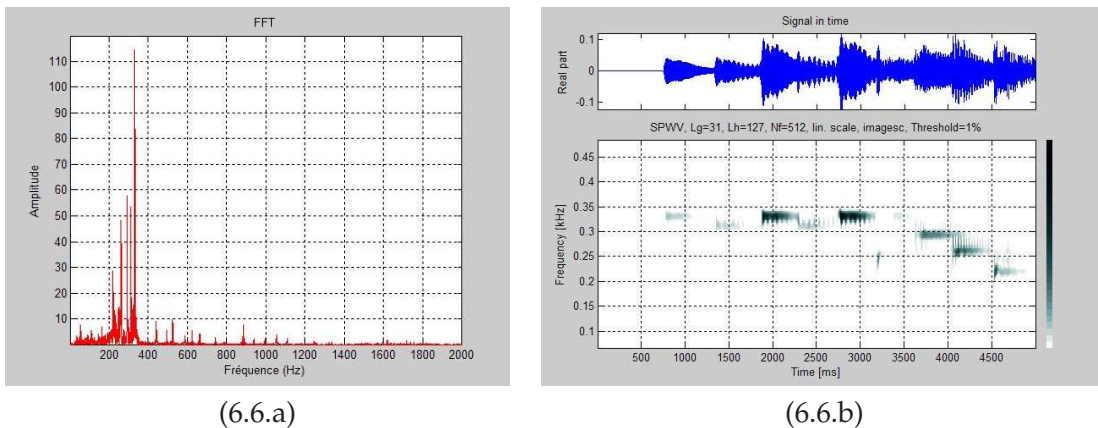 FFT
Amplitude
110
100
90
80
70
60
50
40
30
20
10
200 400 600 800 1000 1200 1400 1600 1800 2000
Fréquence (Hz)
(6.6.a)
Signal in time
Real part
0.1
0
-0.1
SPWV, Lg=31, Lh=127, Nf=512, lin. scale, imagesc, Threshold=1%
Frequency [kHz]
0.45
0.4
0.35
0.3
0.25
0.2
0.15
0.1
500 1000 1500 2000 2500 3000 3500 4000 4500
Time [ms]
(6.6.b)